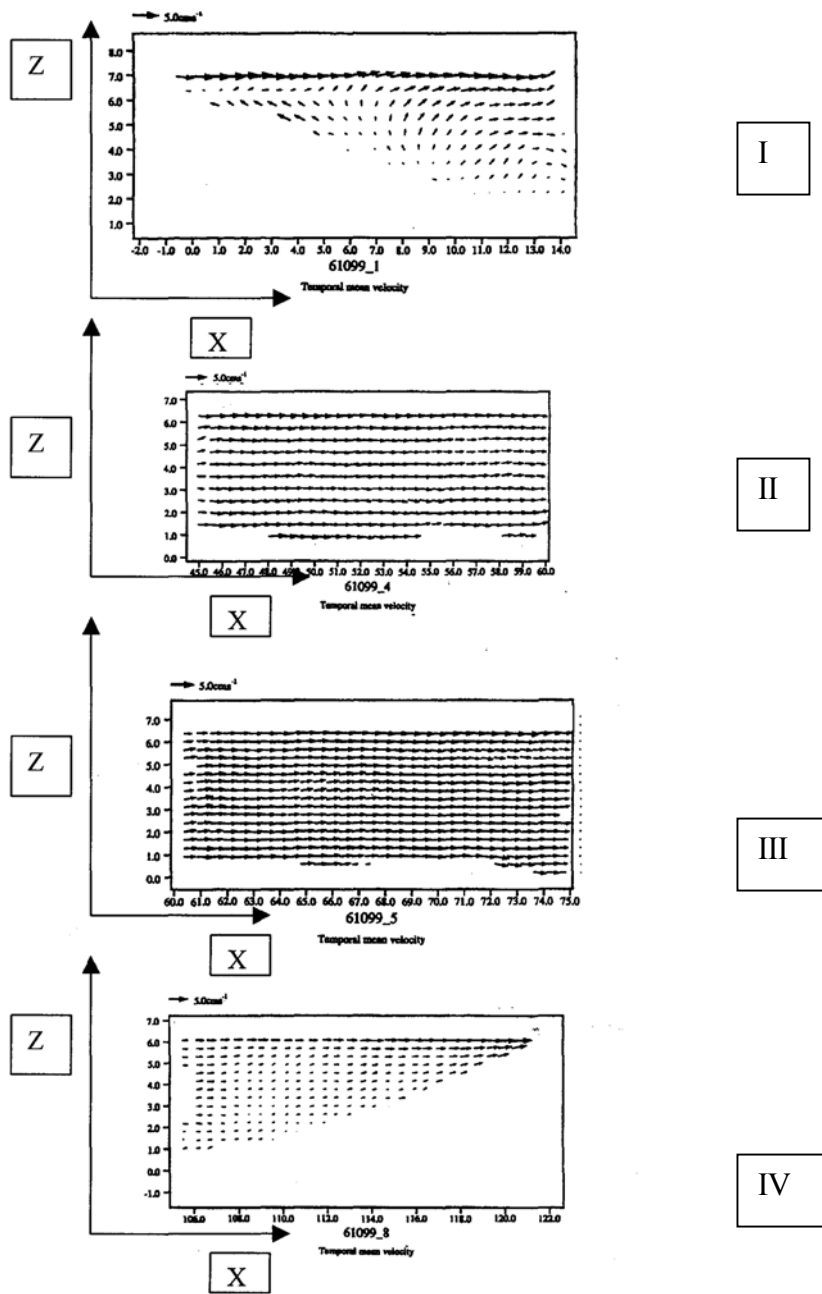 5.0cms-1
Z
8.0
7.0
6.0
5.0
4.0
3.0
2.0
1.0
I
-2.0 -1.0 0.0 1.0 2.0 3.0 4.0 5.0 6.0 7.0 8.0 9.0 10.0 11.0 12.0 13.0 14.0
61099_1
Temporal mean velocity
X
5.0cms-1
Z
7.0
6.0
5.0
4.0
3.0
2.0
1.0
0.0
II
45.0 46.0 47.0 48.0 49.0 50.0 51.0 52.0 53.0 54.0 55.0 56.0 57.0 58.0 59.0 60.0
61099_4
Temporal mean velocity
X
5.0cms-1
Z
7.0
6.0
5.0
4.0
3.0
2.0
1.0
0.0
III
60.0 61.0 62.0 63.0 64.0 65.0 66.0 67.0 68.0 69.0 70.0 71.0 72.0 73.0 74.0 75.0
61099_5
Temporal mean velocity
X
5.0cms-1
Z
7.0
6.0
5.0
4.0
3.0
2.0
1.0
0.0
-1.0
IV
106.0 108.0 110.0 112.0 114.0 116.0 118.0 120.0 122.0
61099_8
Temporal mean velocity
X